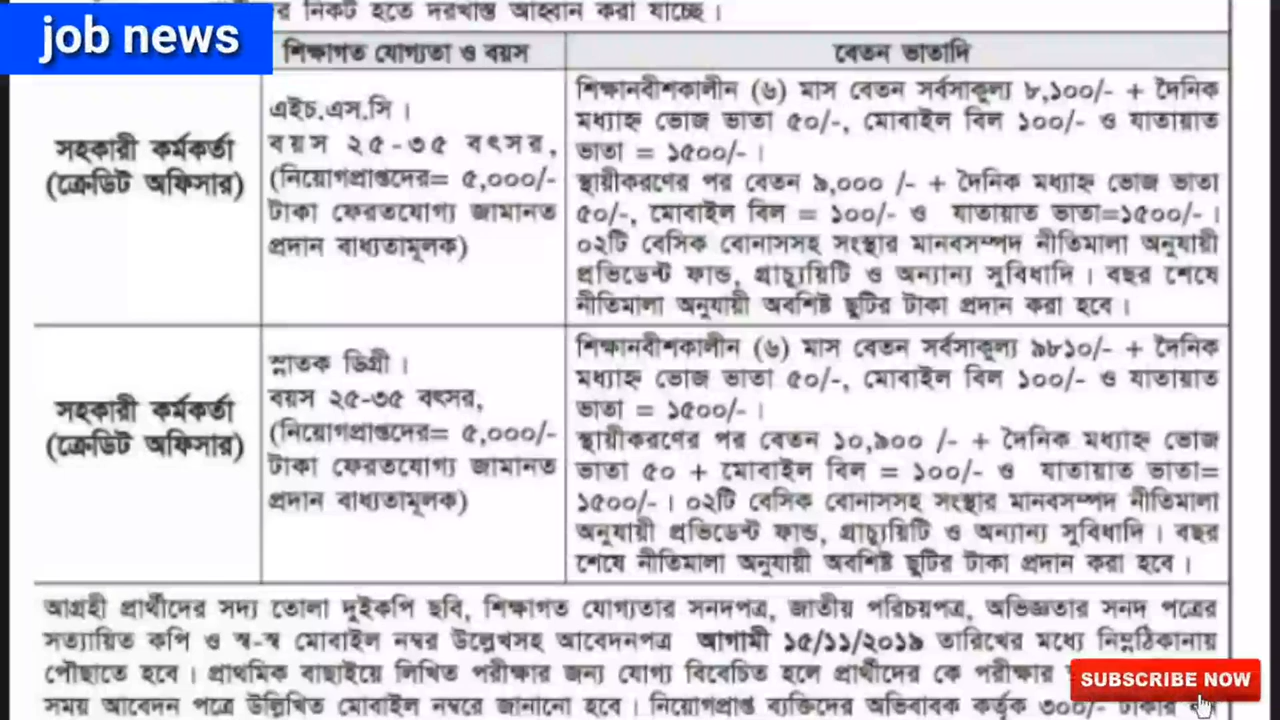 নিকট হতে দরখাস্ত আহ্বান করা যাচ্ছে।
job news
শিক্ষাগত যোগ্যতা ও বয়স
বেতন ভাতাদি
সহকারী কর্মকর্তা
(ক্রেডিট অফিসার)
এইচ.এস.সি।
বয়স ২৫-৩৫ বৎসর,
(নিয়োগপ্রাপ্তদের= ৫,০০০/-
টাকা ফেরতযোগ্য জামানত
প্রদান বাধ্যতামূলক)
শিক্ষানবীশকালীন (৬) মাস বেতন সর্বসাকূল্য ৮,১০০/- + দৈনিক
মধ্যাহ্ন ভোজ ভাতা ৫০/-, মোবাইল বিল ১০০/- ও যাতায়াত
ভাতা = ১৫০০/-।
স্থায়ীকরণের পর বেতন ৯,০০০ /- + দৈনিক মধ্যাহ্ন ভোজ ভাতা
৫০/-, মোবাইল বিল = ১০০/- ও যাতায়াত ভাতা=১৫০০/-।
০২টি বেসিক বোনাসসহ সংস্থার মানবসম্পদ নীতিমালা অনুযায়ী
প্রভিডেন্ট ফান্ড, গ্রাচ্যুয়িটি ও অন্যান্য সুবিধাদি। বছর শেষে
নীতিমালা অনুযায়ী অবশিষ্ট ছুটির টাকা প্রদান করা হবে।
সহকারী কর্মকর্তা
(ক্রেডিট অফিসার)
স্নাতক ডিগ্রী।
বয়স ২৫-৩৫ বৎসর,
(নিয়োগপ্রাপ্তদের= ৫,০০০/-
টাকা ফেরতযোগ্য জামানত
প্রদান বাধ্যতামূলক)
শিক্ষানবীশকালীন (৬) মাস বেতন সর্বসাকূল্য ৯৮১০/- + দৈনিক
মধ্যাহ্ন ভোজ ভাতা ৫০/-, মোবাইল বিল ১০০/- ও যাতায়াত
ভাতা = ১৫০০/-।
স্থায়ীকরণের পর বেতন ১০,৯০০ /- + দৈনিক মধ্যাহ্ন ভোজ
ভাতা ৫০ + মোবাইল বিল = ১০০/- ও যাতায়াত ভাতা=
১৫০০/-। ০২টি বেসিক বোনাসসহ সংস্থার মানবসম্পদ নীতিমালা
অনুযায়ী প্রভিডেন্ট ফান্ড, গ্রাচ্যুয়িটি ও অন্যান্য সুবিধাদি। বছর
শেষে নীতিমালা অনুযায়ী অবশিষ্ট ছুটির টাকা প্রদান করা হবে।
আগ্রহী প্রার্থীদের সদ্য তোলা দুইকপি ছবি, শিক্ষাগত যোগ্যতার সনদপত্র, জাতীয় পরিচয়পত্র, অভিজ্ঞতার সনদ পত্রের
সত্যায়িত কপি ও স্ব-স্ব মোবাইল নম্বর উল্লেখসহ আবেদনপত্র আগামী ১৫/১১/২০১৯ তারিখের মধ্যে নিম্নঠিকানায়
পৌছাতে হবে। প্রাথমিক বাছাইয়ে লিখিত পরীক্ষার জন্য যোগ্য বিবেচিত হলে প্রার্থীদের কে পরীক্ষার
SUBSCRIBE NOW
সময় আবেদন পত্রে উল্লিখিত মোবাইল নম্বরে জানানো হবে। নিয়োগপ্রাপ্ত ব্যক্তিদের অভিবাবক কর্তৃক ৩০০/- টাকার